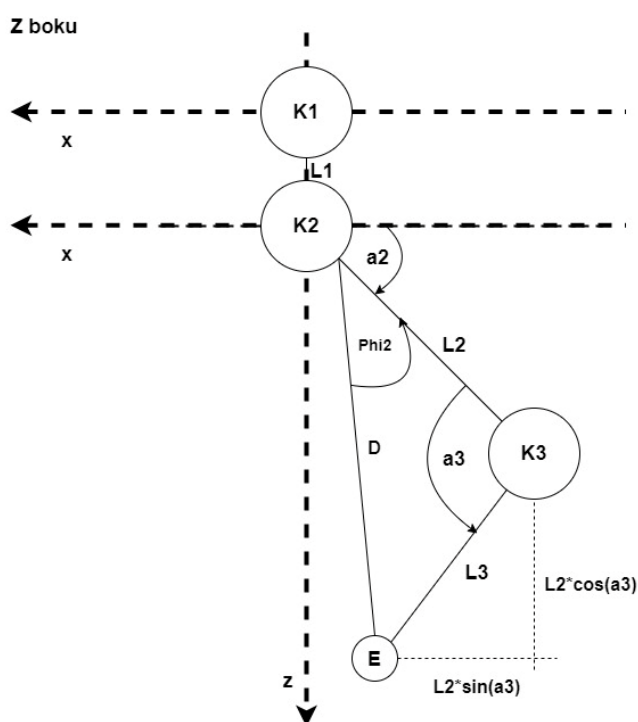 Z boku
K1
x
L1
K2
x
a2
Phi2
L2
D
a3
K3
L3
L2*cos(a3)
E
z
L2*sin(a3)